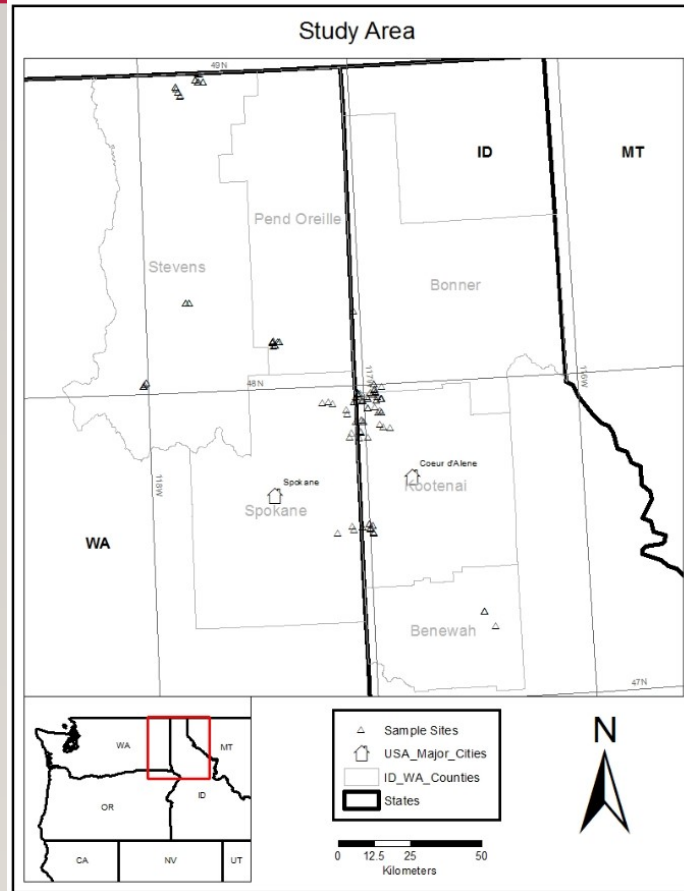 Study Area
49N
ID
MT
Pend Oreille
Stevens
Bonner
48N
117W
116W
Coeur d'Alene
Spokane
118W
Kootenai
Spokane
WA
Benewah
47N
WA
MT
OR
ID
CA
NV
UT
Sample Sites
USA_Major_Cities
ID_WA_Counties
States
N
0 12.5 25 50
Kilometers